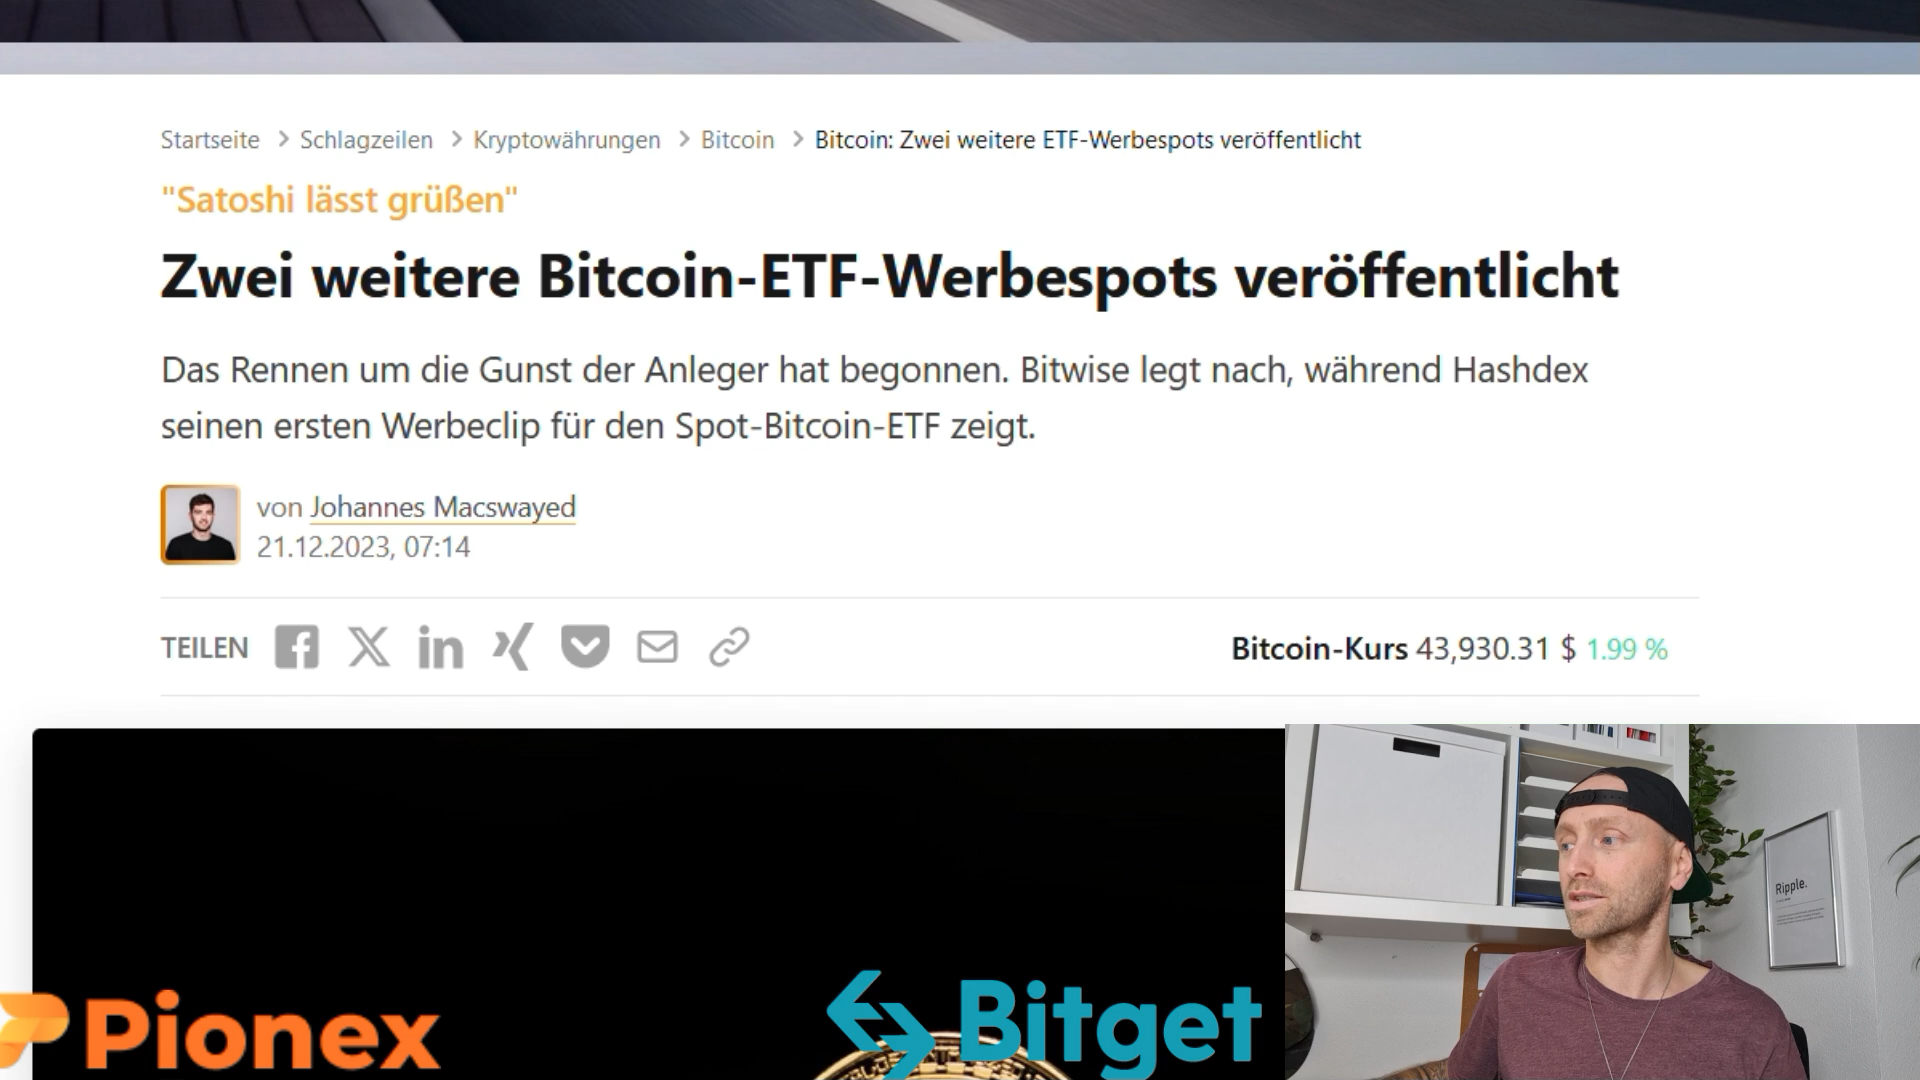 Startseite > Schlagzeilen > Kryptowährungen > Bitcoin > Bitcoin: Zwei weitere ETF-Werbespots veröffentlicht
"Satoshi lässt grüßen"
Zwei weitere Bitcoin-ETF-Werbespots veröffentlicht
Das Rennen um die Gunst der Anleger hat begonnen. Bitwise legt nach, während Hashdex
seinen ersten Werbeclip für den Spot-Bitcoin-ETF zeigt.
von Johannes Macswayed
21.12.2023, 07:14
TEILEN
Bitcoin-Kurs 43,930.31 $ 1.99 %
Ripple.
Pionex
Bitget